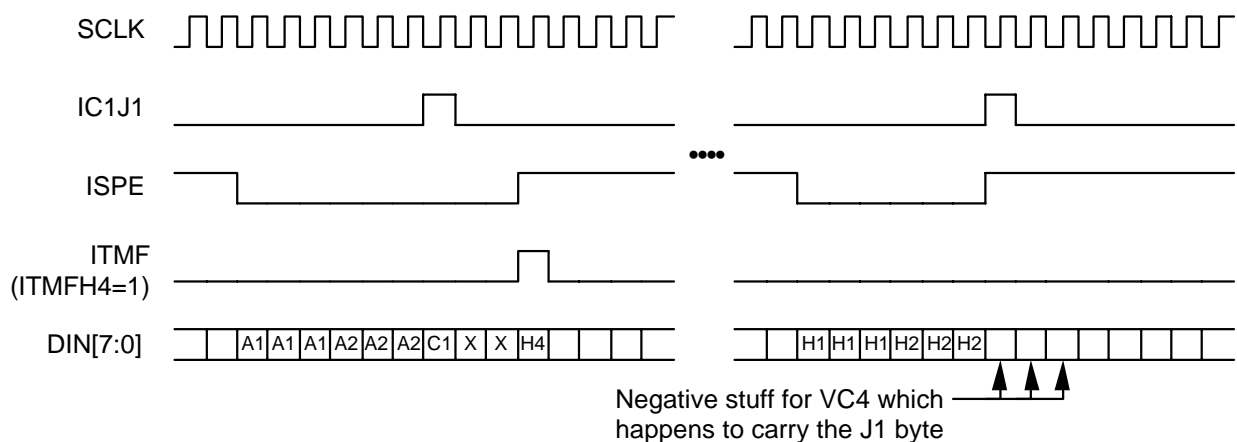 SCLK
IC1J1
ISPE
ITMF
(ITMFH4=1)
DIN[7:0] A1 A1 A1 A2 A2 A2 C1 X X H4 H1 H1 H1 H2 H2 H2
Negative stuff for VC4 which
happens to carry the J1 byte